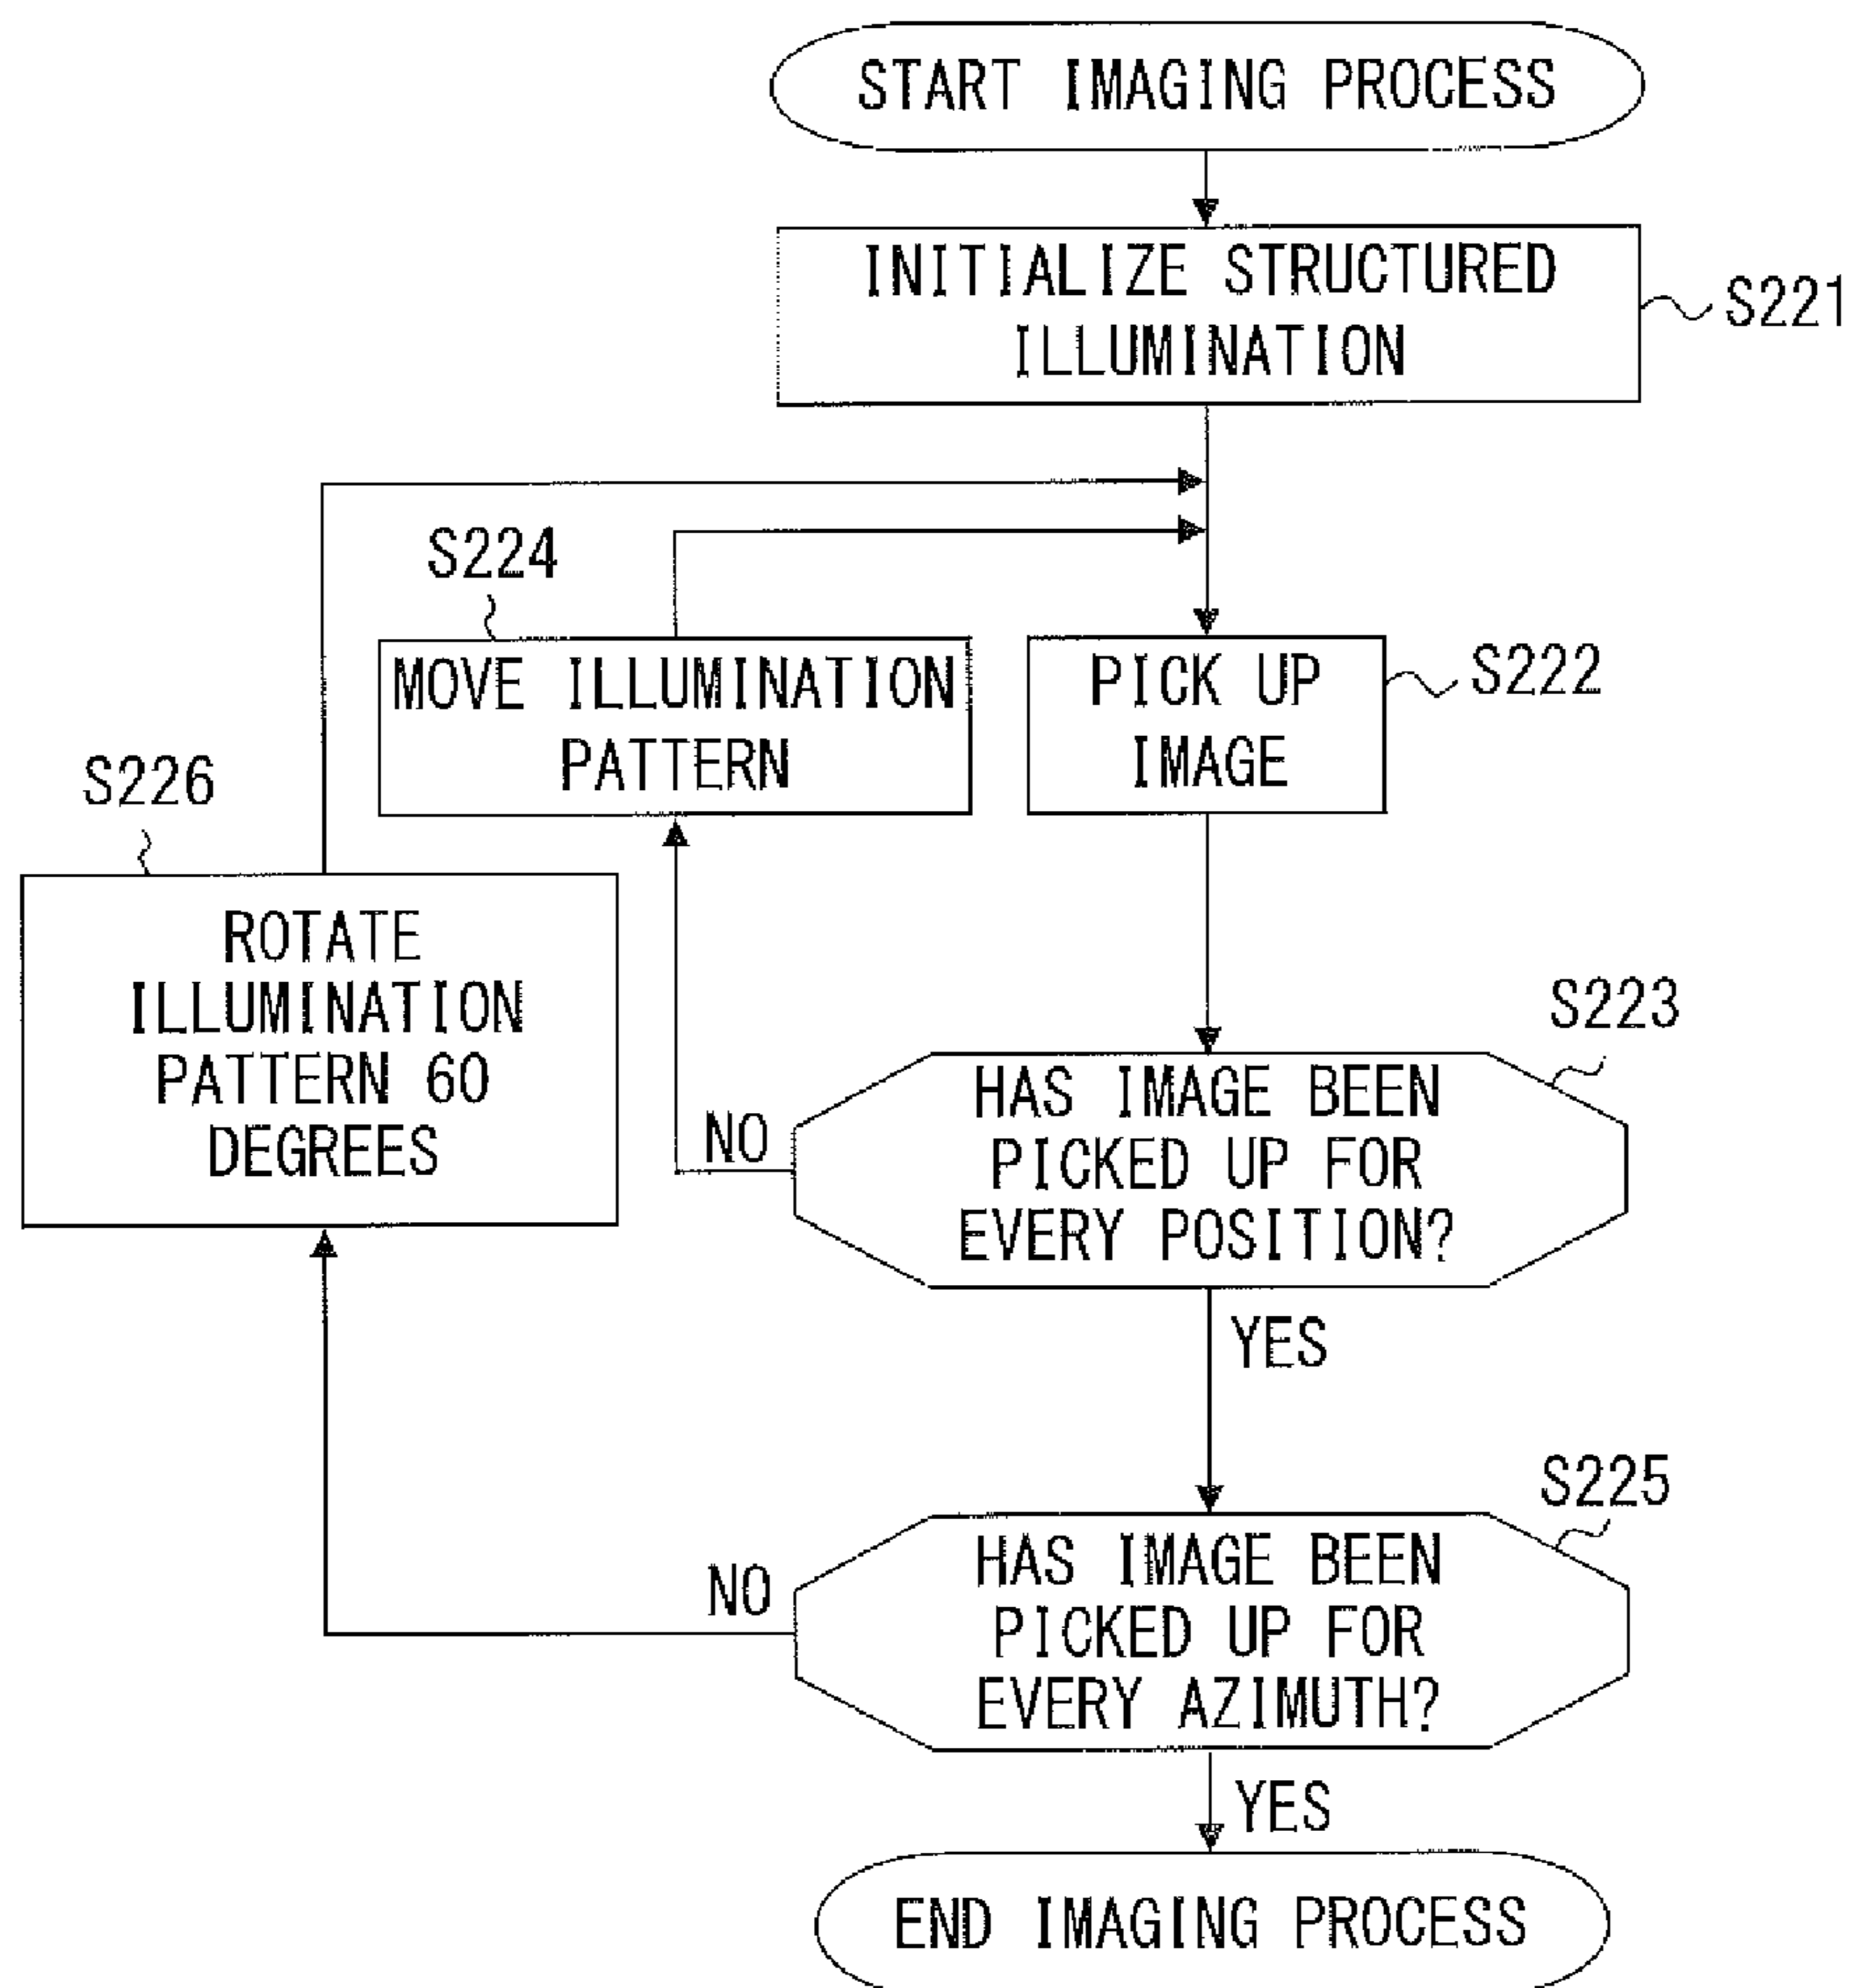 START IMAGING PROCESS
INITIALIZE STRUCTURED
ILLUMINATION
S221
S224
MOVE ILLUMINATION
PATTERN
PICK UP
IMAGE
S222
S226
ROTATE
ILLUMINATION
PATTERN 60
DEGREES
S223
HAS IMAGE BEEN
PICKED UP FOR
EVERY POSITION?
NO
YES
S225
HAS IMAGE BEEN
PICKED UP FOR
EVERY AZIMUTH?
NO
YES
END IMAGING PROCESS